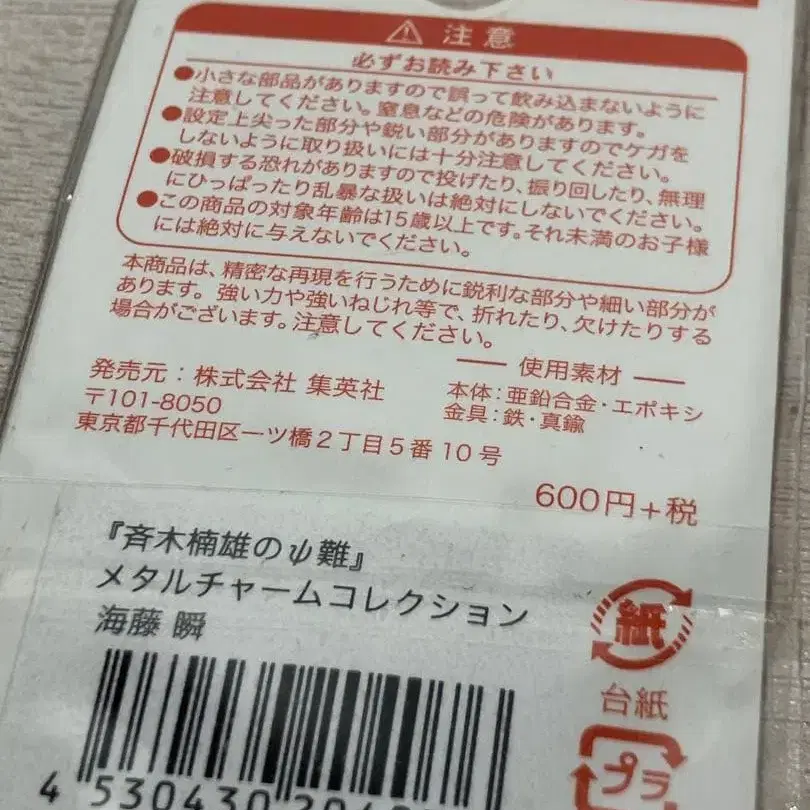 注意
必ずお読み下さい
●小さな部品がありますので誤って飲み込まないように
注意してください。窒息などの危険があります。
●設定上尖った部分や鋭い部分がありますのでケガを
しないように取り扱いには十分注意してください。
●破損する恐れがありますので投げたり、振り回したり、無理
にひっぱったり乱暴な扱いは絶対にしないでください。
●この商品の対象年齢は15歳以上です。それ未満のお子様
には絶対に与えないでください。
本商品は、精密な再現を行うために鋭利な部分や細い部分が
あります。強い力や強いねじれ等で、折れたり、欠けたりする
場合がございます。注意してください。
使用素材
発売元：株式会社 集英社
本体：亜鉛合金・エポキシ
〒101-8050
金具：鉄・真鍮
東京都千代田区一ツ橋2丁目5番10号
600円+税
『斉木楠雄のψ難』
メタルチャームコレクション
海藤 瞬
紙
台紙
プラ
4 530430